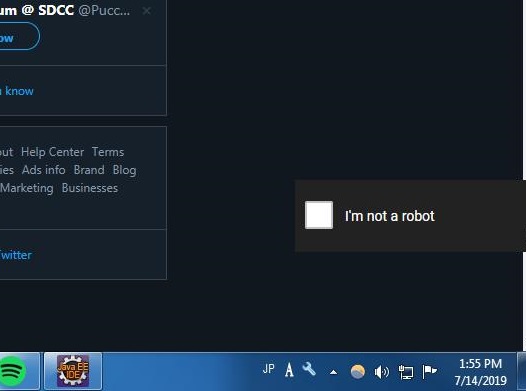 um @ SDCC @Pucc...
ow
u know
out Help Center Terms
ies Ads info Brand Blog
Marketing Businesses
witter
I'm not a robot
Java EE
IDE
JP A
1:55 PM
7/14/2019